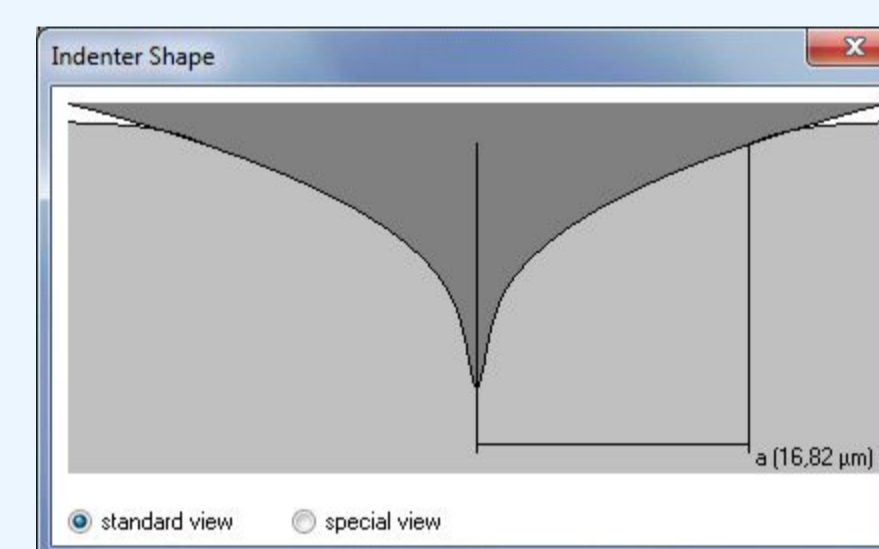 Indenter Shape
a (16,82 µm)
standard view
special view